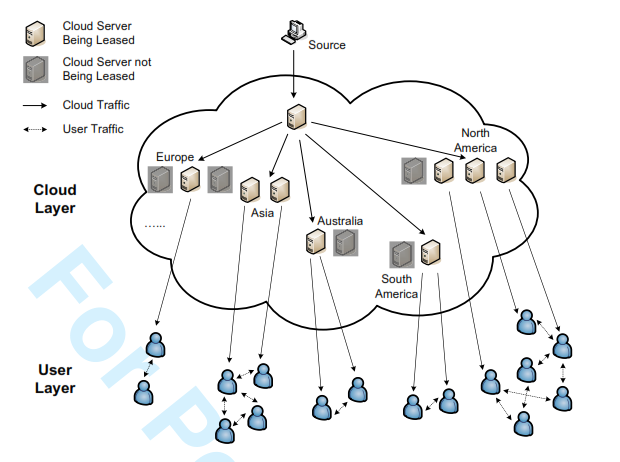 Cloud Server
Being Leased
Cloud Server not
Being Leased
Cloud Traffic
User Traffic
Source
North
America
Europe
Cloud
Layer
Asia
Australia
......
South
America
User
Layer
For Pe